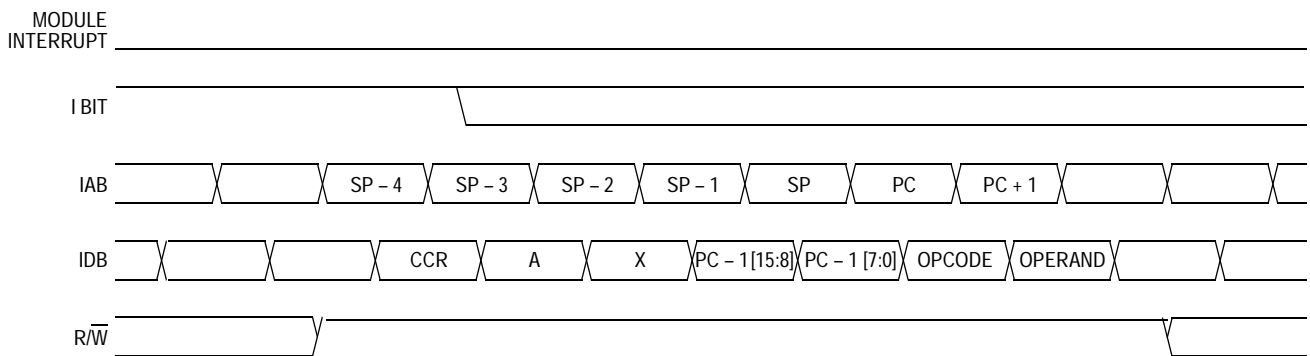 MODULE
INTERRUPT
I BIT
IAB SP – 4 SP – 3 SP – 2 SP – 1 SP PC PC + 1
IDB CCR A X PC – 1 [15:8] PC – 1 [7:0] OPCODE OPERAND
R/W̅